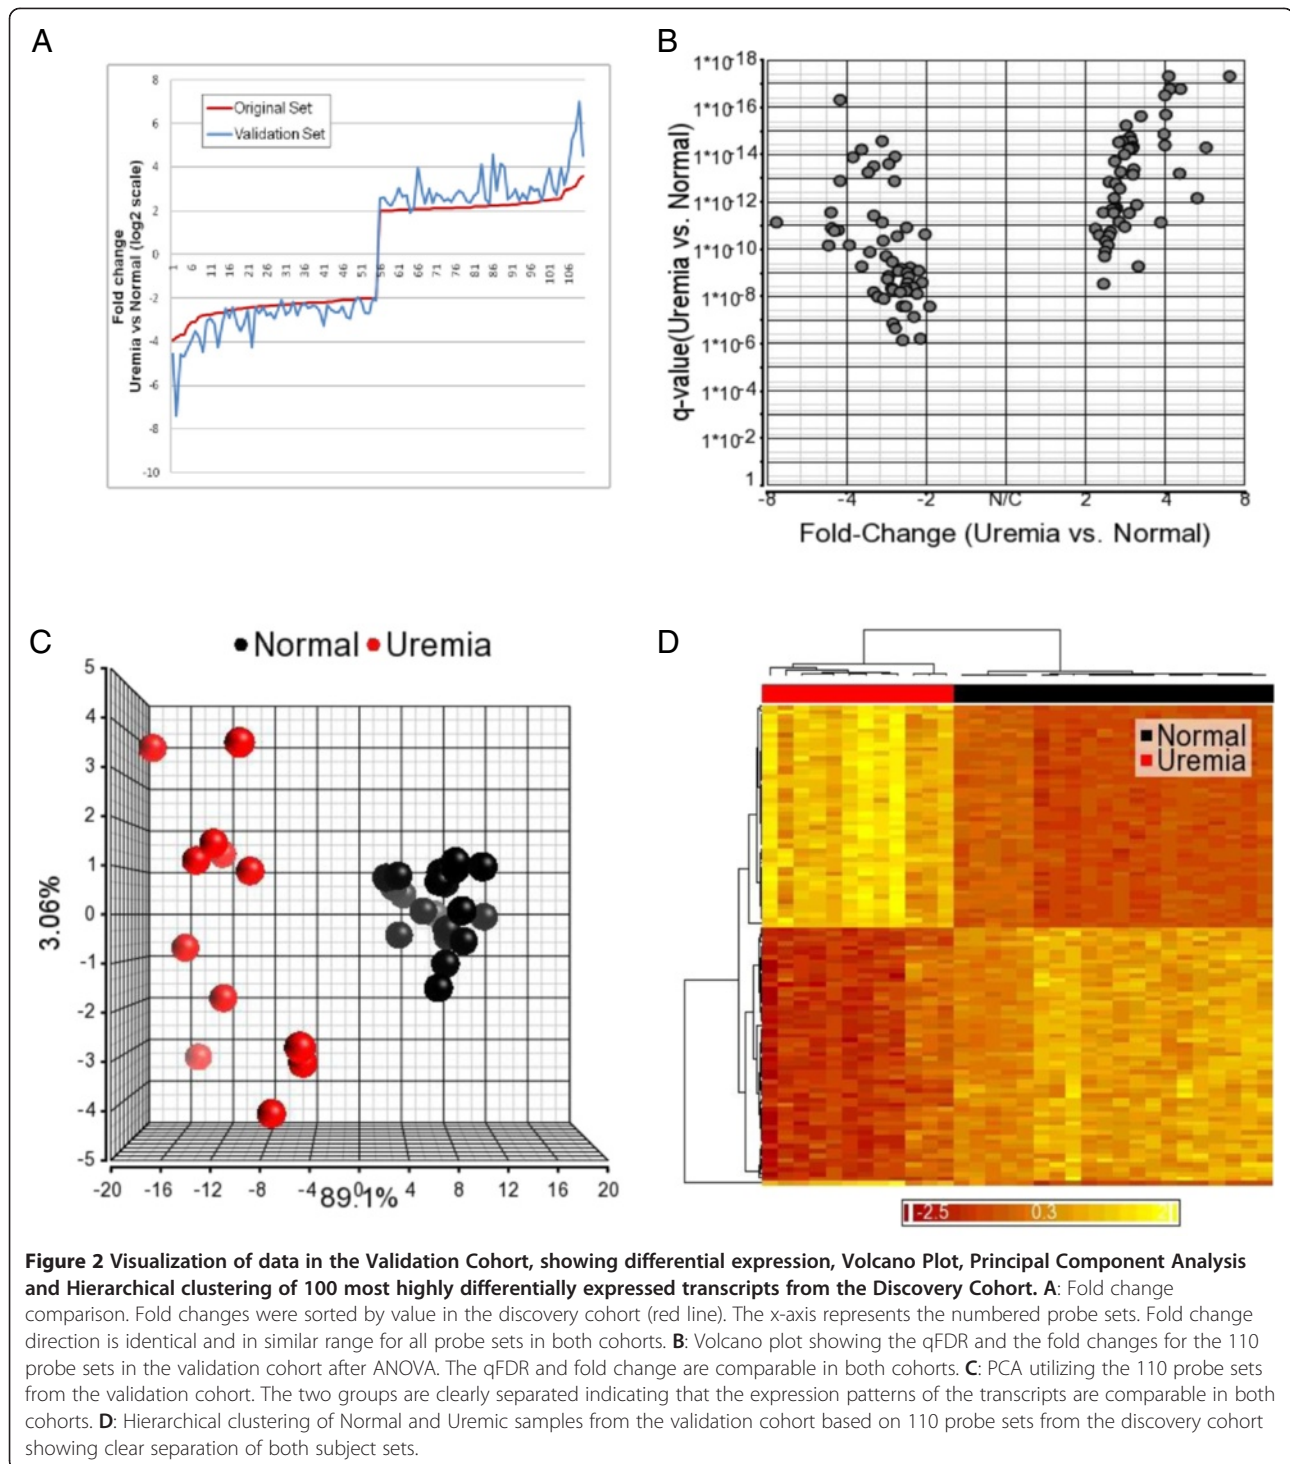 A
8
6
4
2
0
-2
-4
-6
-8
-10
Fold change
Uremia vs Normal (log2 scale)
Original Set
Validation Set
1 6 11 16 21 26 31 36 41 46 51 56 61 66 71 76 81 86 91 96 101 106
B
1*10-18
1*10-16
1*10-14
1*10-12
1*10-10
1*10-8
1*10-6
1*10-4
1*10-2
1
q-value(Uremia vs. Normal)
-8 -4 -2 N/C 2 4 8
Fold-Change (Uremia vs. Normal)
C
Normal Uremia
5
4
3
2
1
0
-1
-2
-3
-4
-5
3.06%
-20 -16 -12 -8 -4 0 4 8 12 16 20
89.1%
D
Normal
Uremia
-2.5 0.3 2
Figure 2 Visualization of data in the Validation Cohort, showing differential expression, Volcano Plot, Principal Component Analysis
and Hierarchical clustering of 100 most highly differentially expressed transcripts from the Discovery Cohort. A: Fold change
comparison. Fold changes were sorted by value in the discovery cohort (red line). The x-axis represents the numbered probe sets. Fold change
direction is identical and in similar range for all probe sets in both cohorts. B: Volcano plot showing the qFDR and the fold changes for the 110
probe sets in the validation cohort after ANOVA. The qFDR and fold change are comparable in both cohorts. C: PCA utilizing the 110 probe sets
from the validation cohort. The two groups are clearly separated indicating that the expression patterns of the transcripts are comparable in both
cohorts. D: Hierarchical clustering of Normal and Uremic samples from the validation cohort based on 110 probe sets from the discovery cohort
showing clear separation of both subject sets.